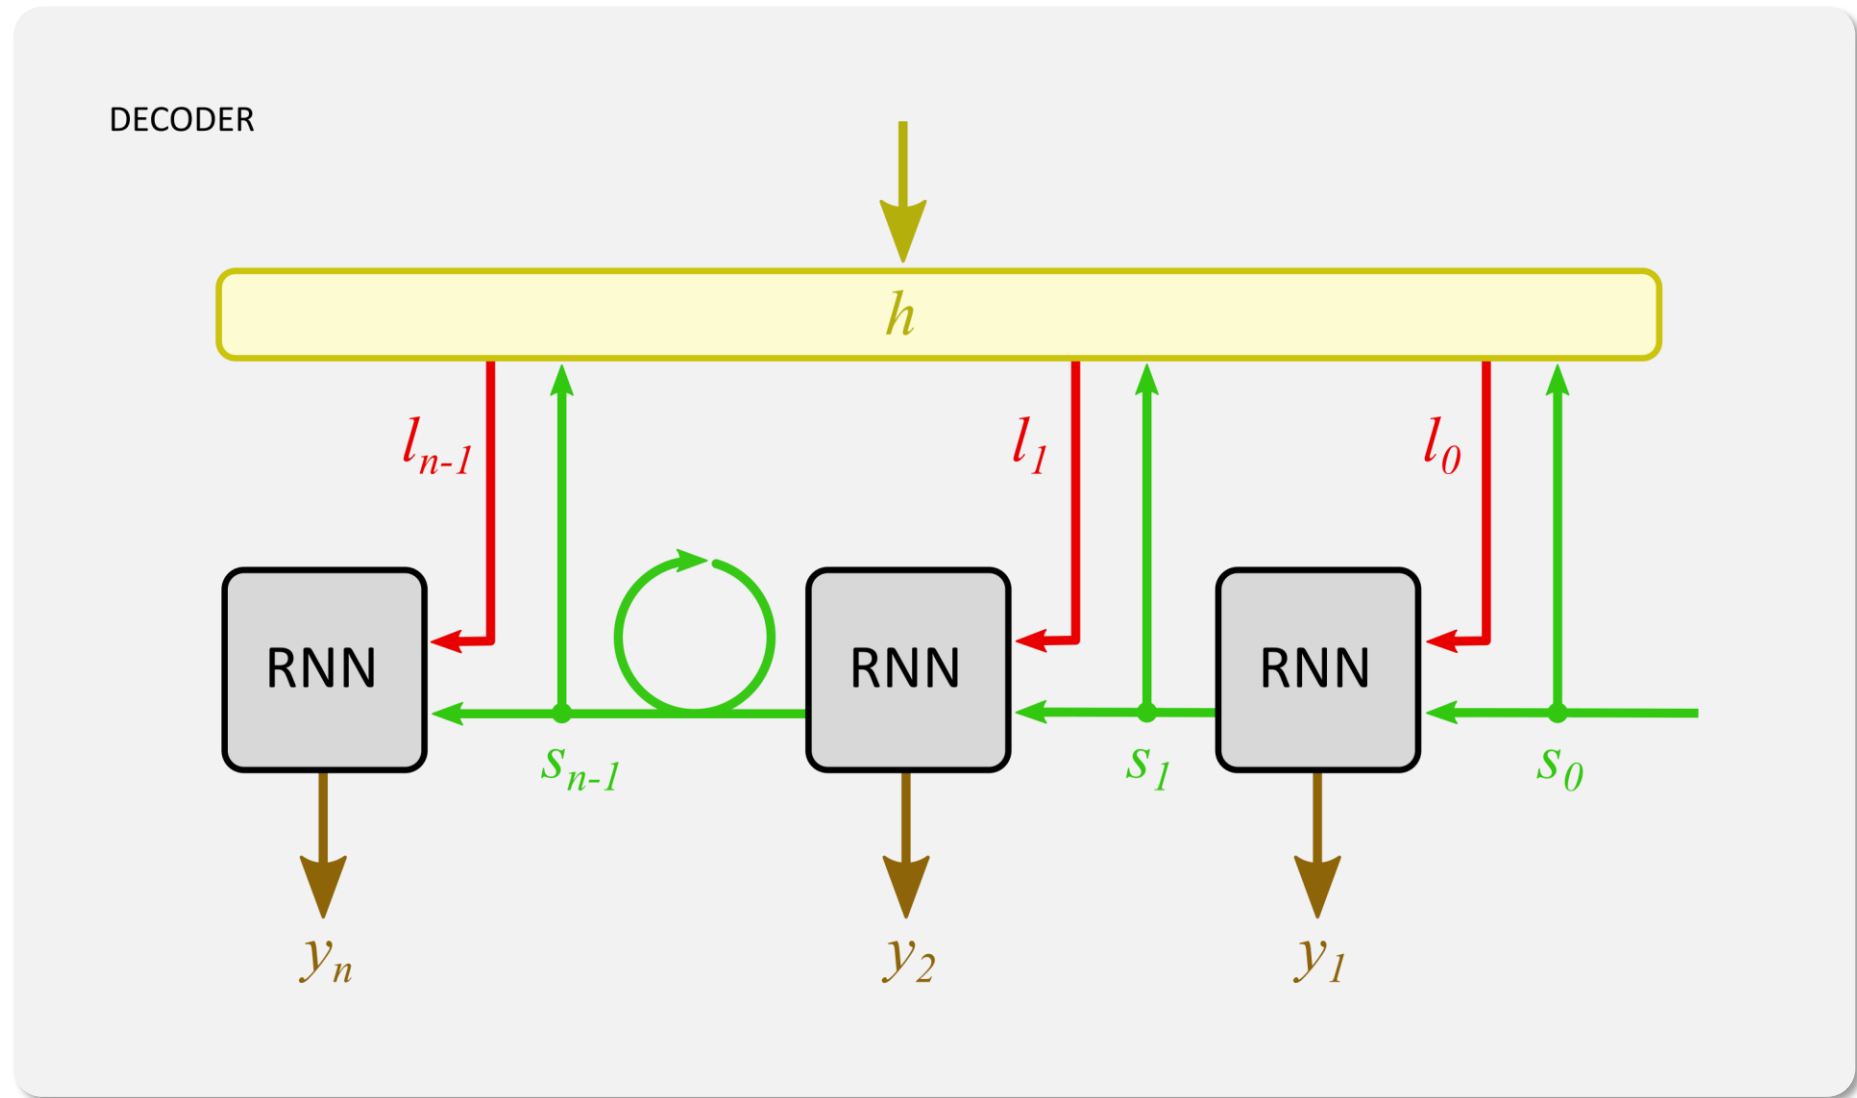 DECODER
h
l_{n-1} l_1 l_0
RNN RNN RNN
s_{n-1} s_1 s_0
y_n y_2 y_1